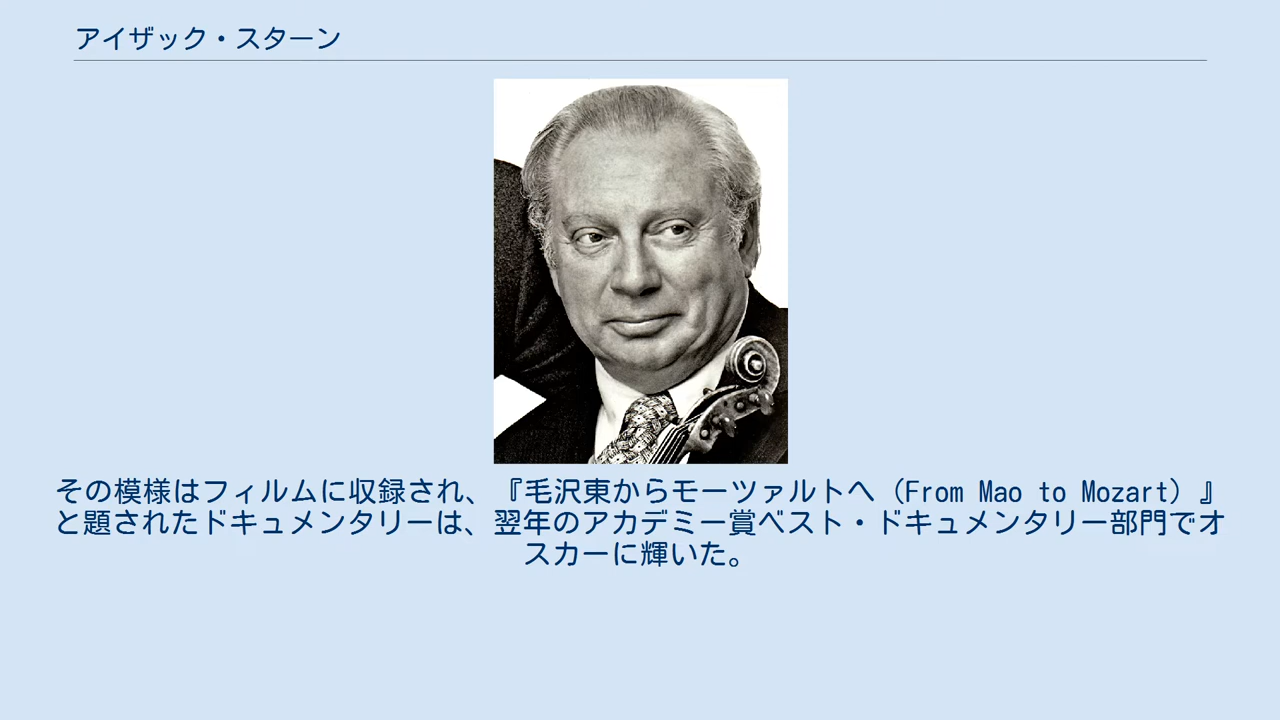 アイザック・スターン
その模様はフィルムに収録され、『毛沢東からモーツァルトへ（From Mao to Mozart）』
と題されたドキュメンタリーは、翌年のアカデミー賞ベスト・ドキュメンタリー部門でオ
スカーに輝いた。